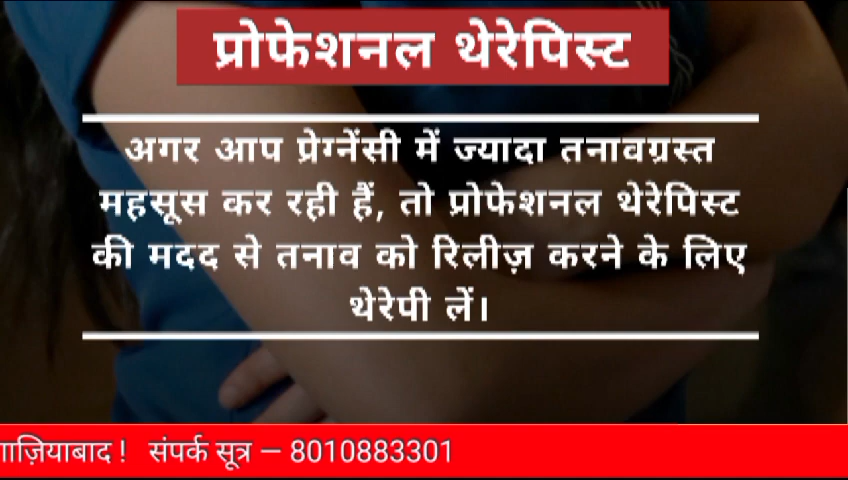 प्रोफेशनल थेरेपिस्ट
अगर आप प्रेग्नेंसी में ज्यादा तनावग्रस्त
महसूस कर रही हैं, तो प्रोफेशनल थेरेपिस्ट
की मदद से तनाव को रिलीज़ करने के लिए
थेरेपी लें।
ाज़ियाबाद ! संपर्क सूत्र – 8010883301